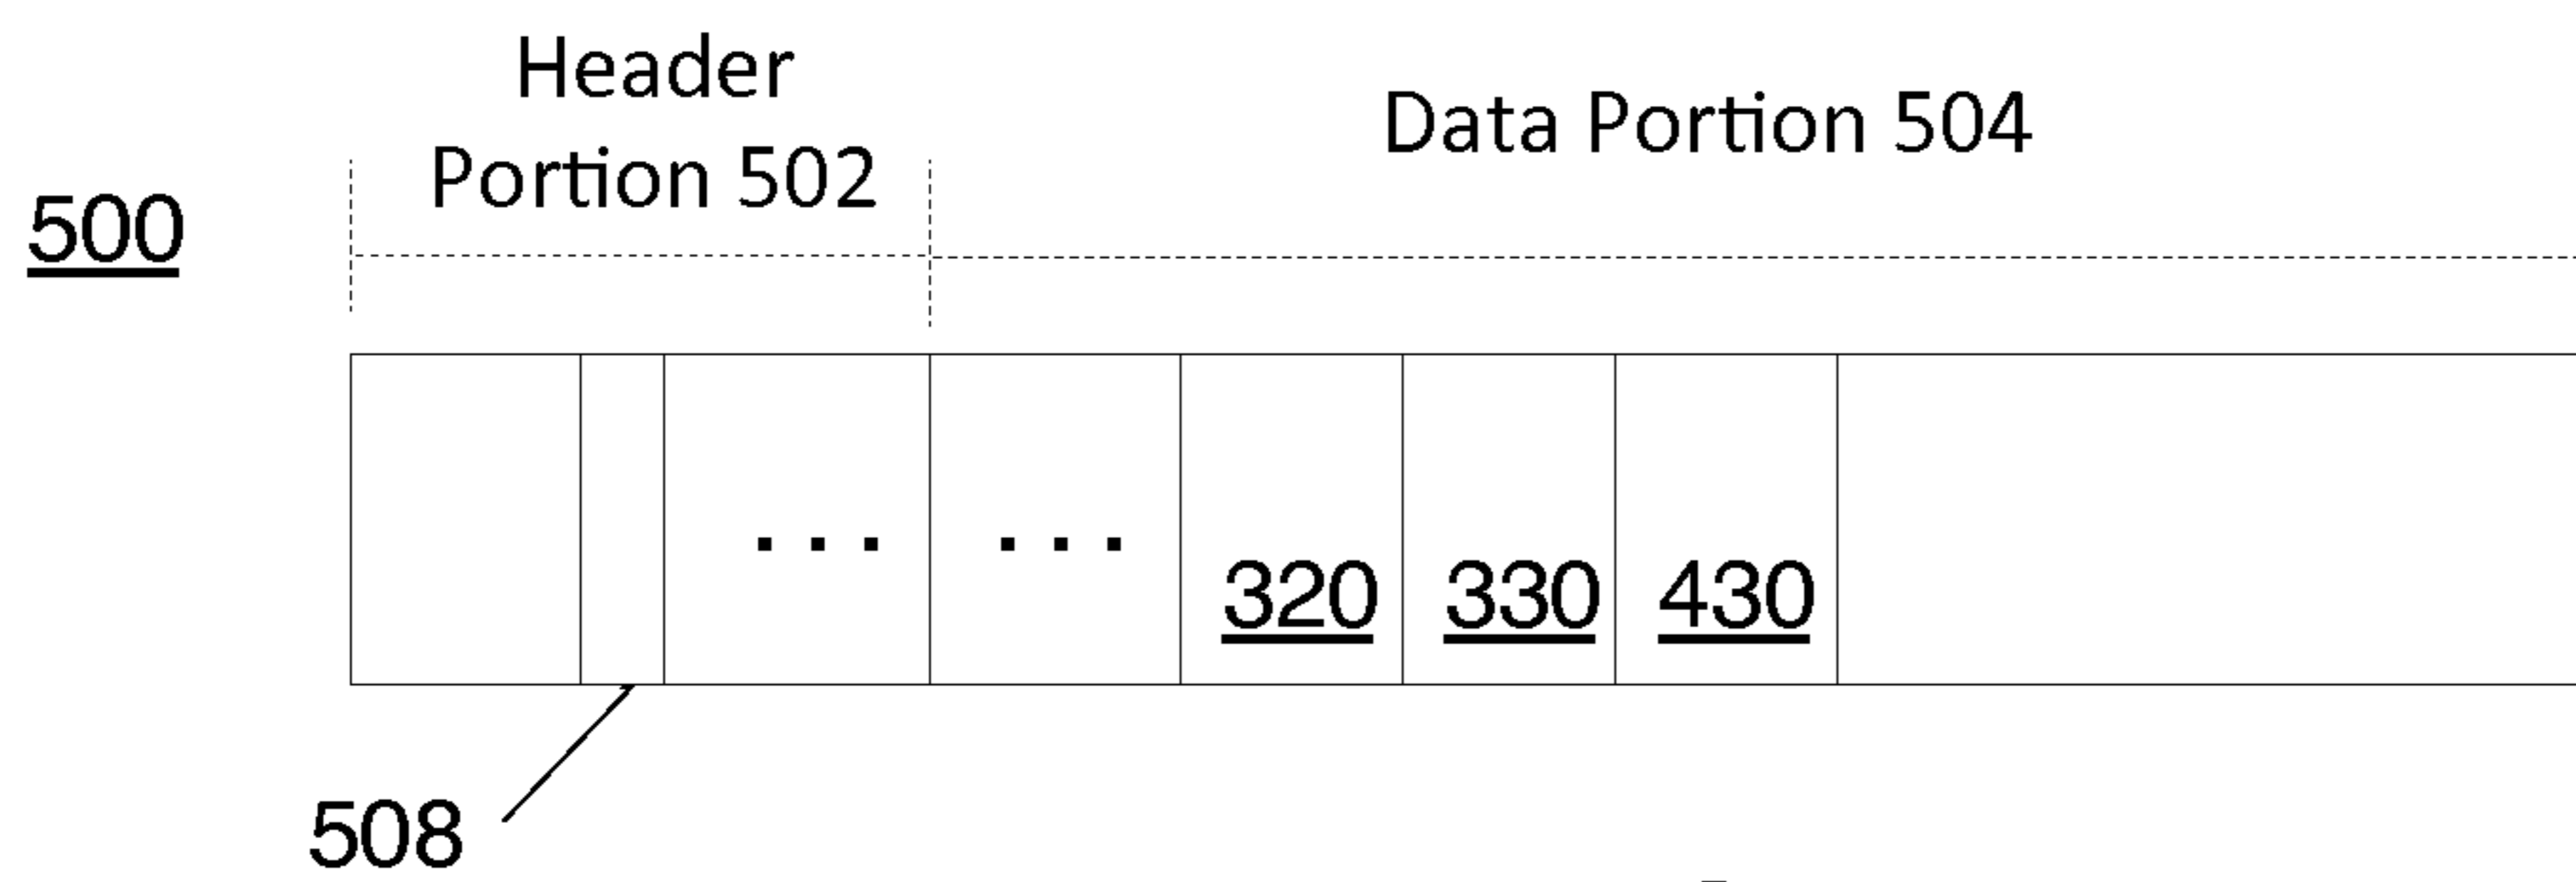 Header
Portion 502
Data Portion 504
500
. . . . . .
320 330 430
508